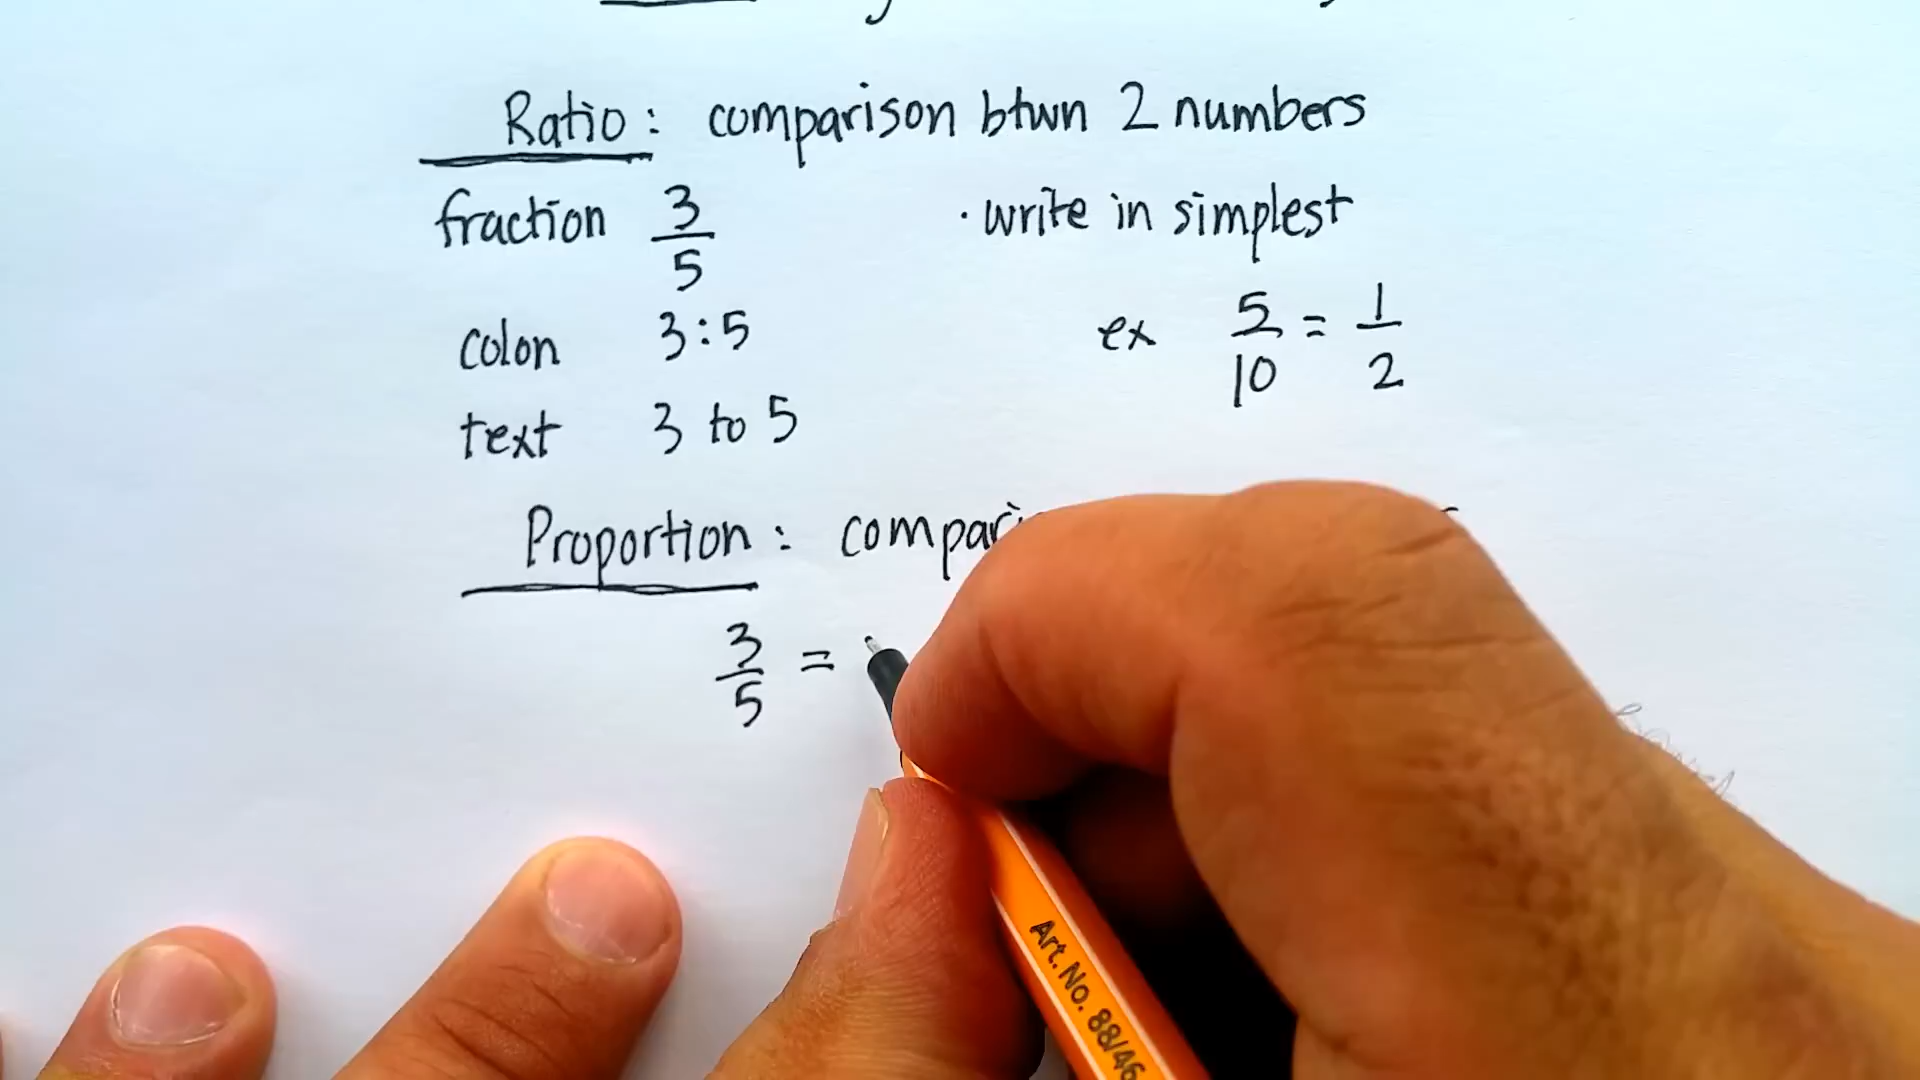 Ratio: comparison btwn 2 numbers
fraction 3/5
· write in simplest
colon 3:5
ex 5/10 = 1/2
text 3 to 5
Proportion:
3/5 =
Art. No. 88/46